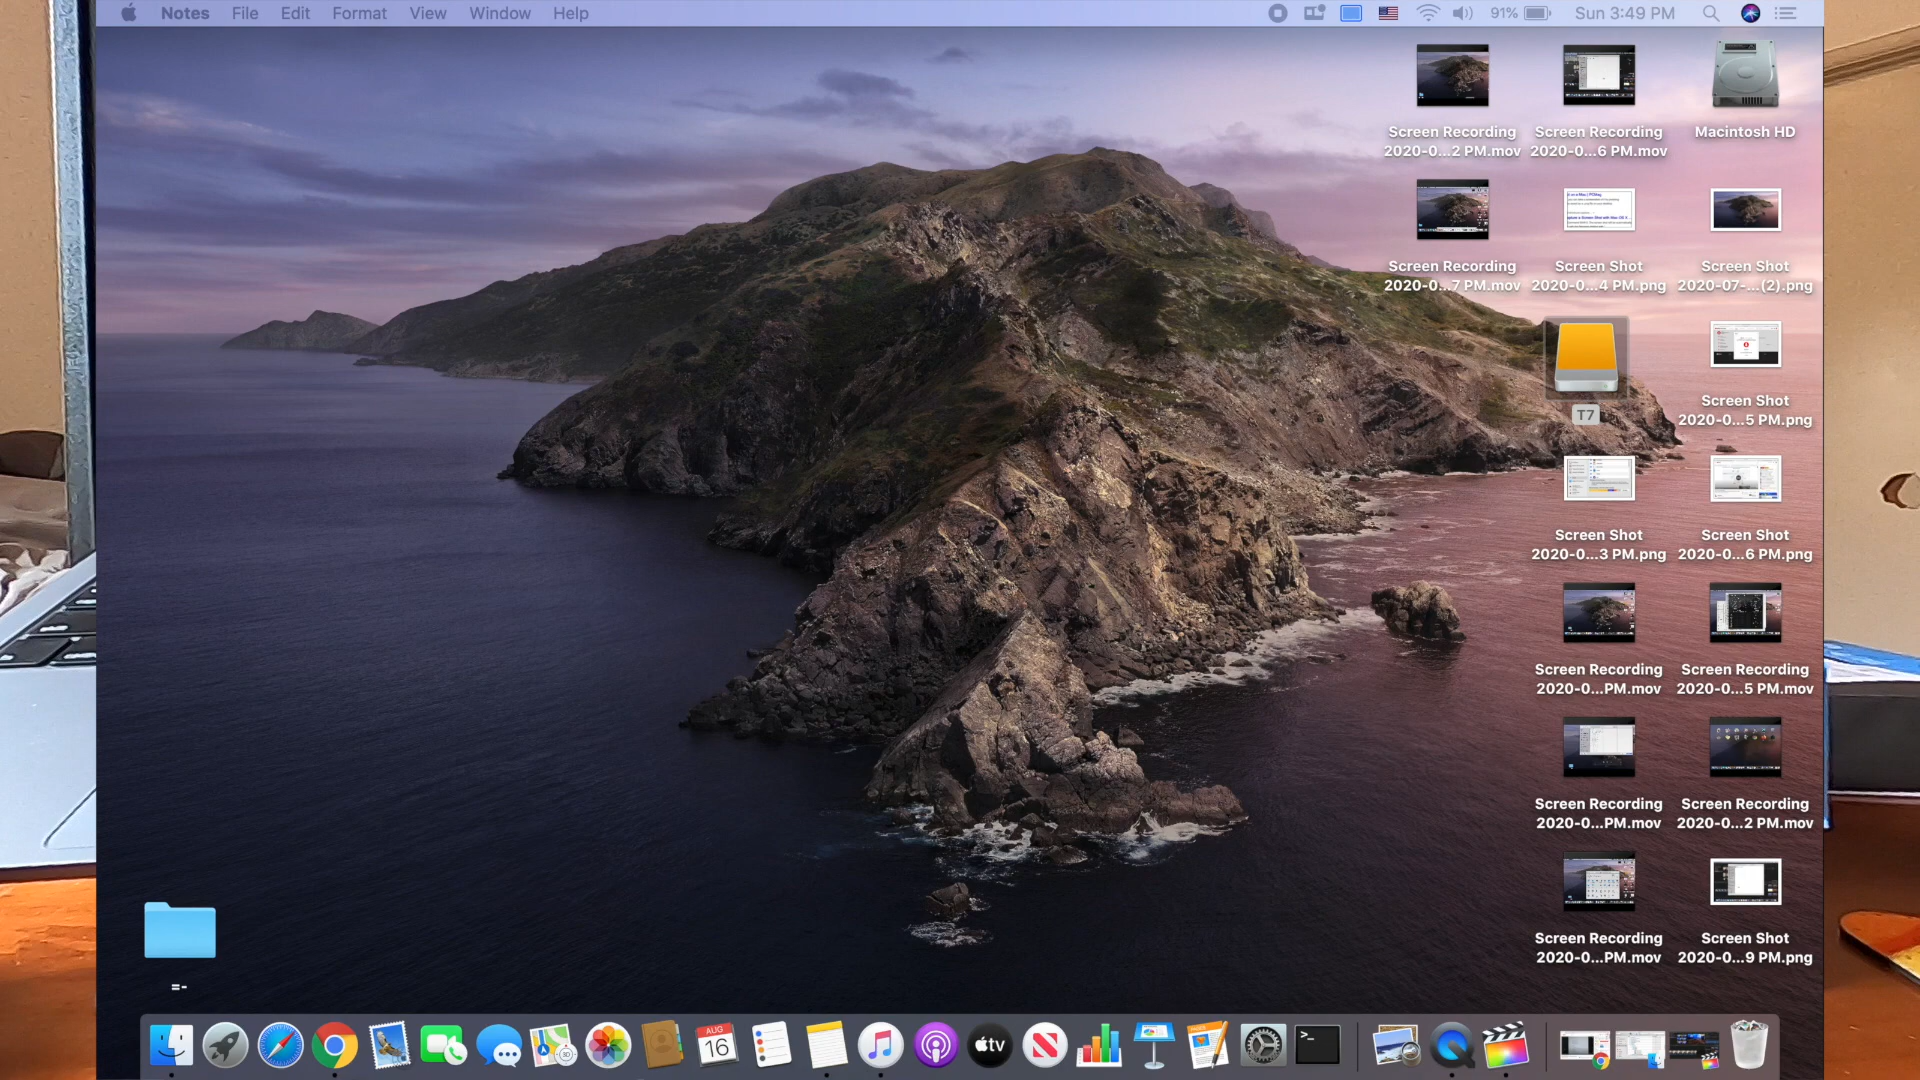 Notes File Edit Format View Window Help 91% Sun 3:49 PM
Screen Recording
2020-0...2 PM.mov
Screen Recording
2020-0...6 PM.mov
Macintosh HD
Screen Recording
2020-0...7 PM.mov
Screen Shot
2020-0...4 PM.png
Screen Shot
2020-07-...(2).png
T7
Screen Shot
2020-0...5 PM.png
Screen Shot
2020-0...3 PM.png
Screen Shot
2020-0...6 PM.png
Screen Recording
2020-0...PM.mov
Screen Recording
2020-0...5 PM.mov
Screen Recording
2020-0...PM.mov
Screen Recording
2020-0...2 PM.mov
Screen Recording
2020-0...PM.mov
Screen Shot
2020-0...9 PM.png
=-
AUG
16
3D
tv
>_